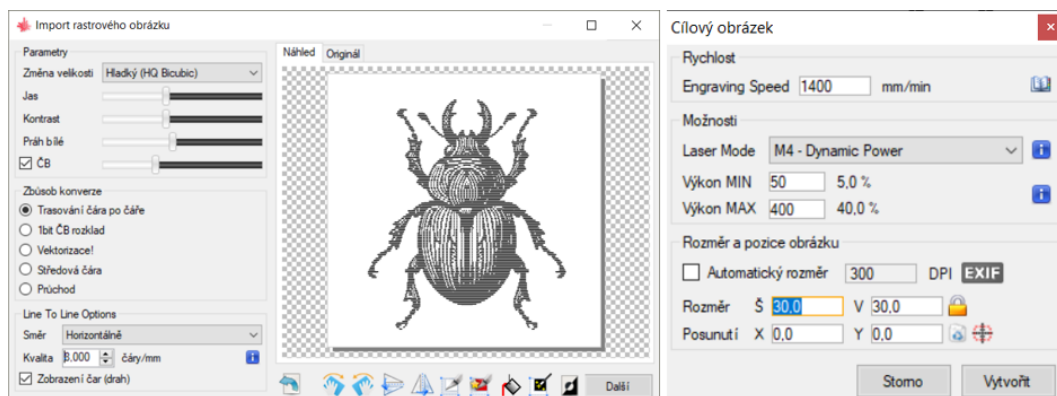 Import rastrového obrázku
Parametry
Změna velikosti Hladký (HQ Bicubic)
Jas
Kontrast
Práh bílé
ČB
Zbůsob konverze
Trasování čára po čáře
1bit ČB rozklad
Vektorizace!
Středová čára
Průchod
Line To Line Options
Směr Horizontálně
Kvalita 8,000 čáry/mm
Zobrazení čar (drah)
Náhled Originál
Další
Cílový obrázek
Rychlost
Engraving Speed 1400 mm/min
Možnosti
Laser Mode M4 - Dynamic Power
Výkon MIN 50 5,0 %
Výkon MAX 400 40,0 %
Rozměr a pozice obrázku
Automatický rozměr 300 DPI EXIF
Rozměr Š 30,0 V 30,0
Posunutí X 0,0 Y 0,0
Storno Vytvořit